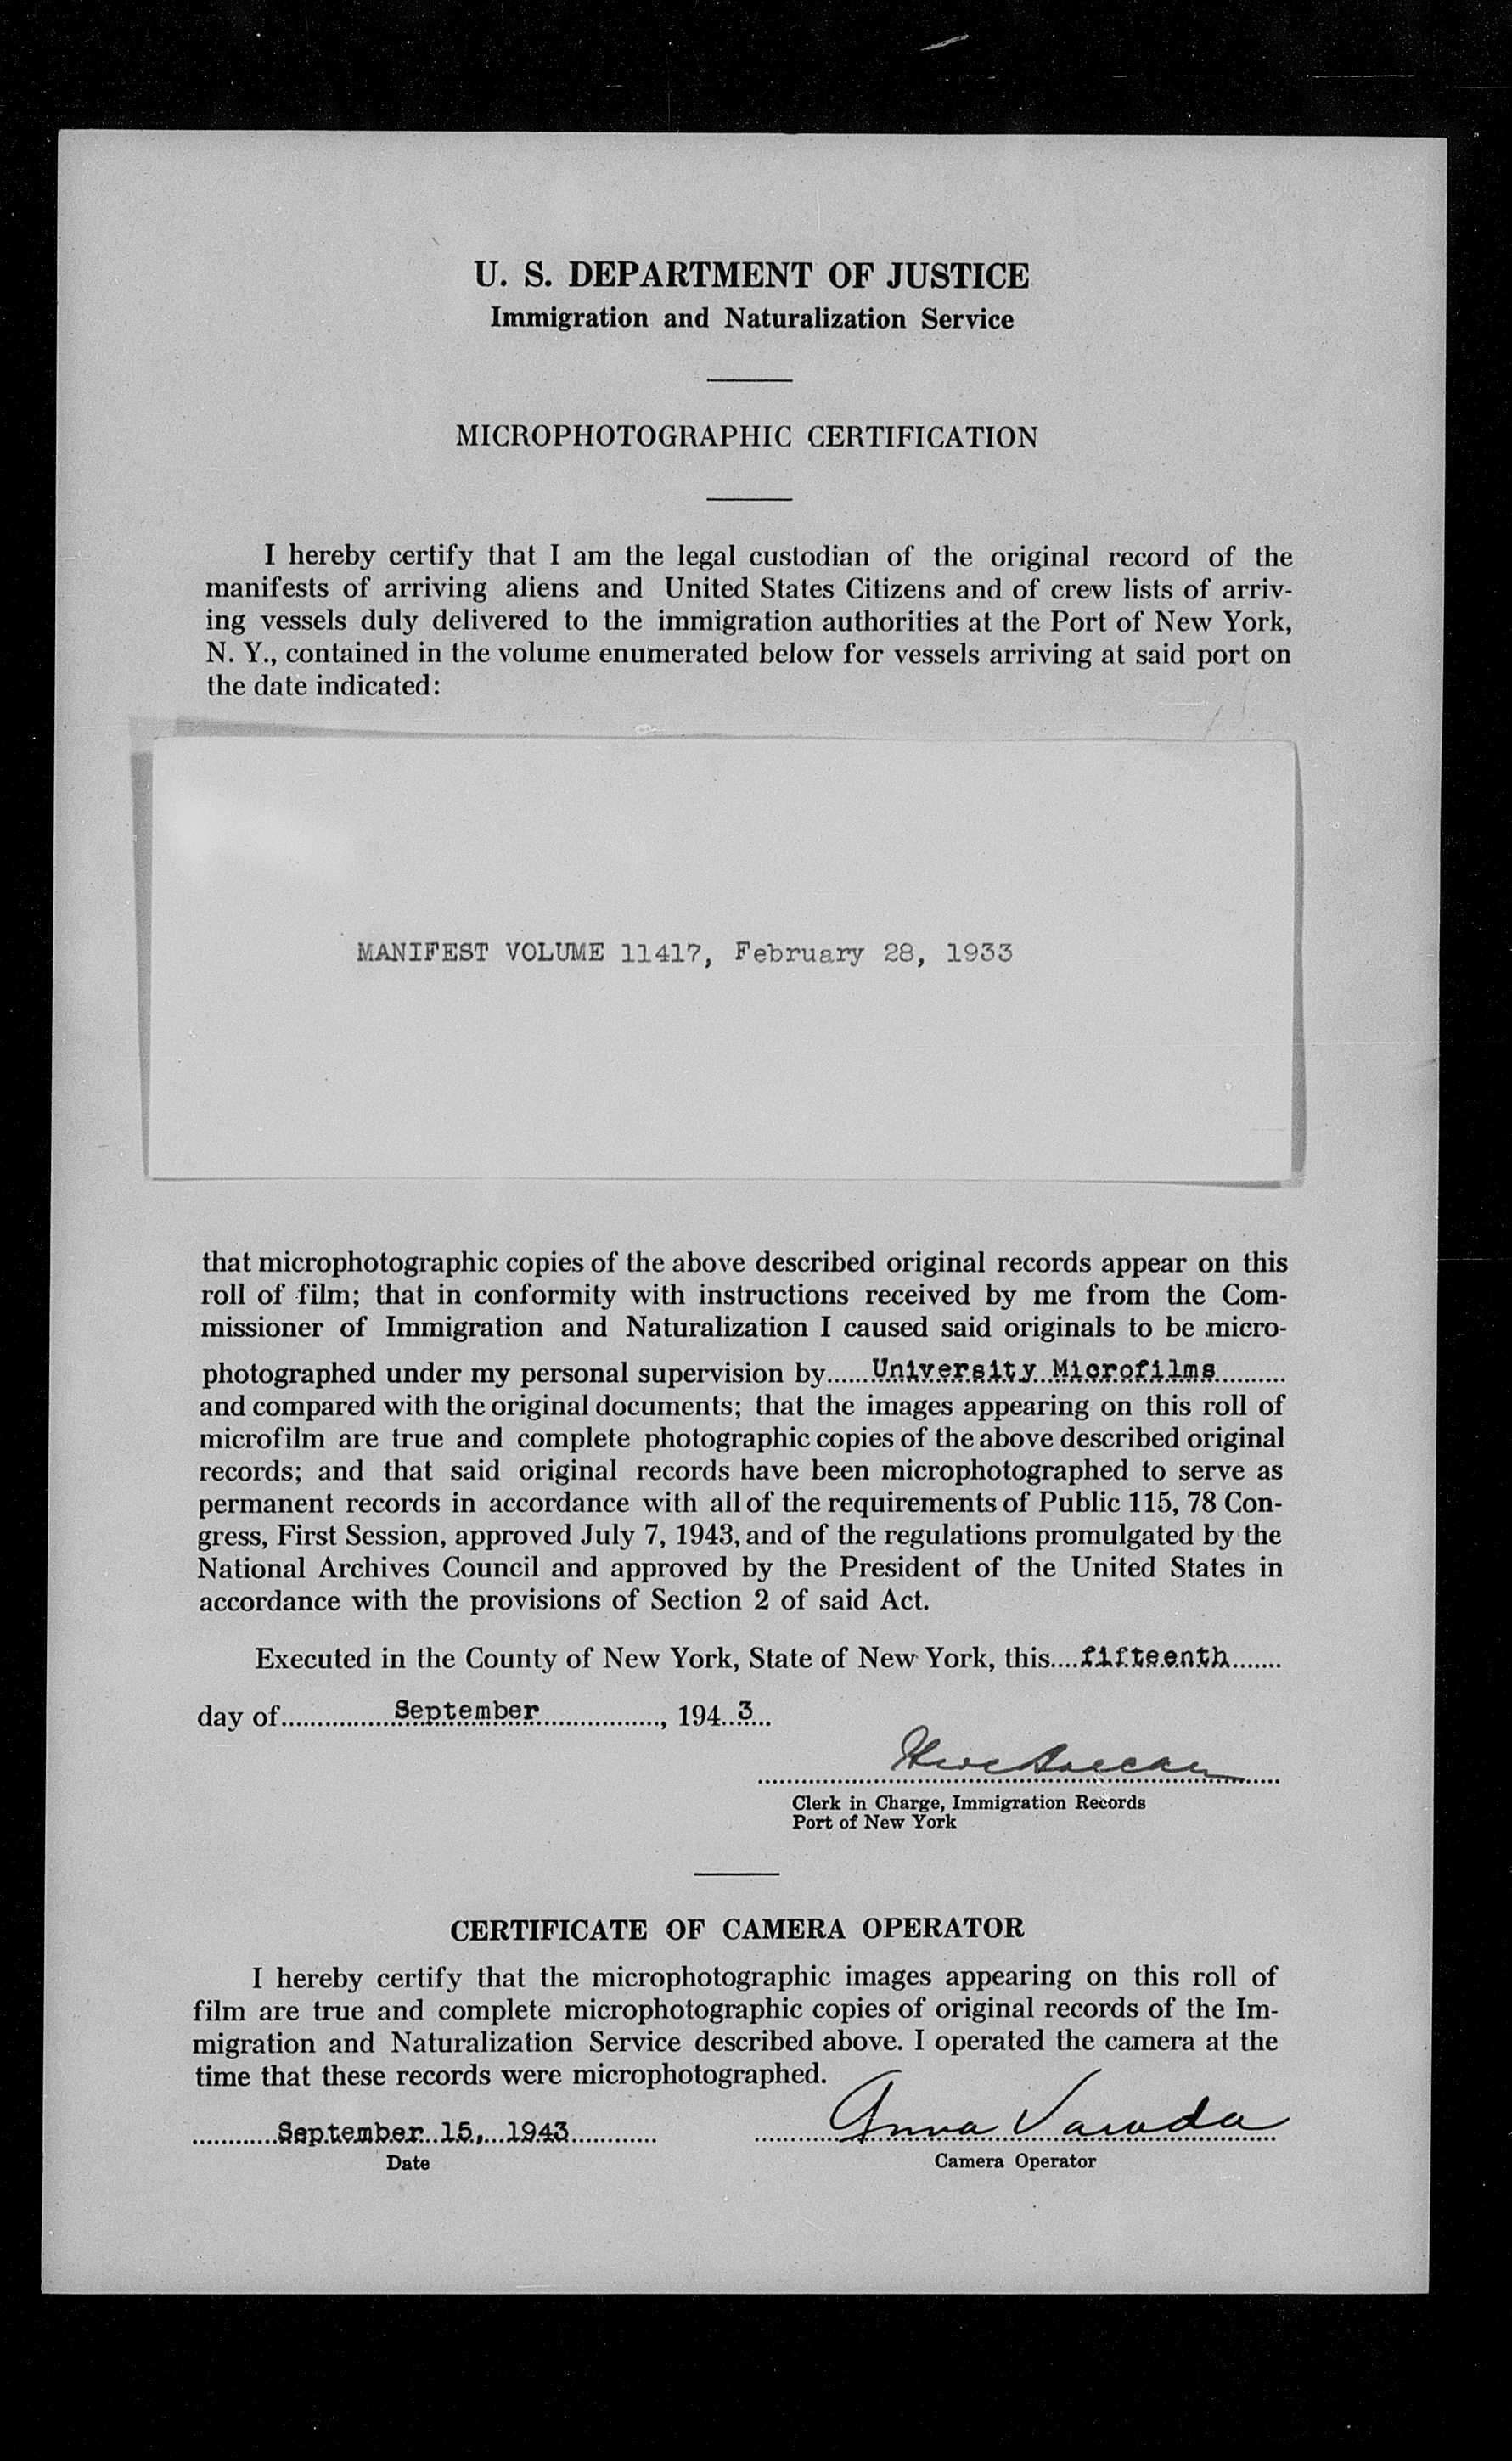 U. S. DEPARTMENT OF JUSTICE
Immigration and Naturalization Service
MICROPHOTOGRAPHIC CERTIFICATION
I hereby certify that I am the legal custodian of the original record of the
manifests of arriving aliens and United States Citizens and of crew lists of arriv-
ing vessels duly delivered to the immigration authorities at the Port of New York,
N. Y., contained in the volume enumerated below for vessels arriving at said port on
the date indicated:
MANIFEST VOLUME 11417, February 28, 1933
that microphotographic copies of the above described original records appear on this
roll of film; that in conformity with instructions received by me from the Com-
missioner of Immigration and Naturalization I caused said originals to be micro-
photographed under my personal supervision by......University Microfilms..........
and compared with the original documents; that the images appearing on this roll of
microfilm are true and complete photographic copies of the above described original
records; and that said original records have been microphotographed to serve as
permanent records in accordance with all of the requirements of Public 115, 78 Con-
gress, First Session, approved July 7, 1943, and of the regulations promulgated by the
National Archives Council and approved by the President of the United States in
accordance with the provisions of Section 2 of said Act.
Executed in the County of New York, State of New York, this....fifteenth.......
day of................September................., 194..3...
Clerk in Charge, Immigration Records
Port of New York
CERTIFICATE OF CAMERA OPERATOR
I hereby certify that the microphotographic images appearing on this roll of
film are true and complete microphotographic copies of original records of the Im-
migration and Naturalization Service described above. I operated the camera at the
time that these records were microphotographed.
............September 15, 1943............ Anna
Date Camera Operator